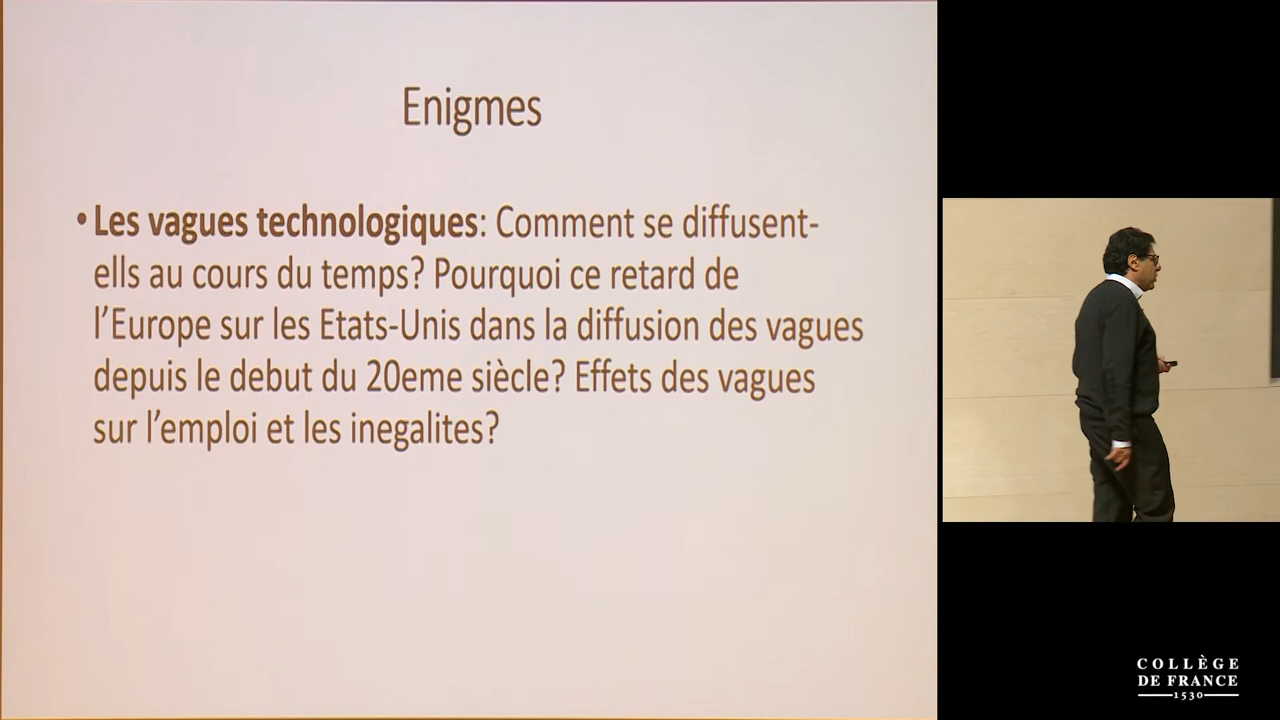 Enigmes
• Les vagues technologiques: Comment se diffusent-
ells au cours du temps? Pourquoi ce retard de
l’Europe sur les Etats-Unis dans la diffusion des vagues
depuis le debut du 20eme siècle? Effets des vagues
sur l’emploi et les inegalites?
COLLÈGE
DE FRANCE
1530